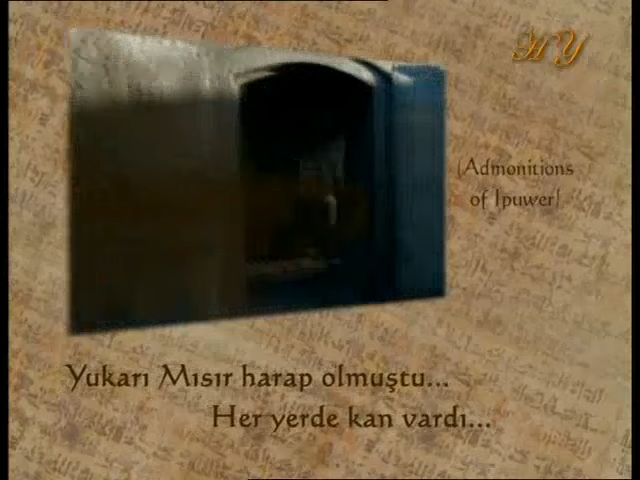 H Y
(Admonitions
of Ipuwer)
Yukarı Mısır harap olmuştu...
Her yerde kan vardı...